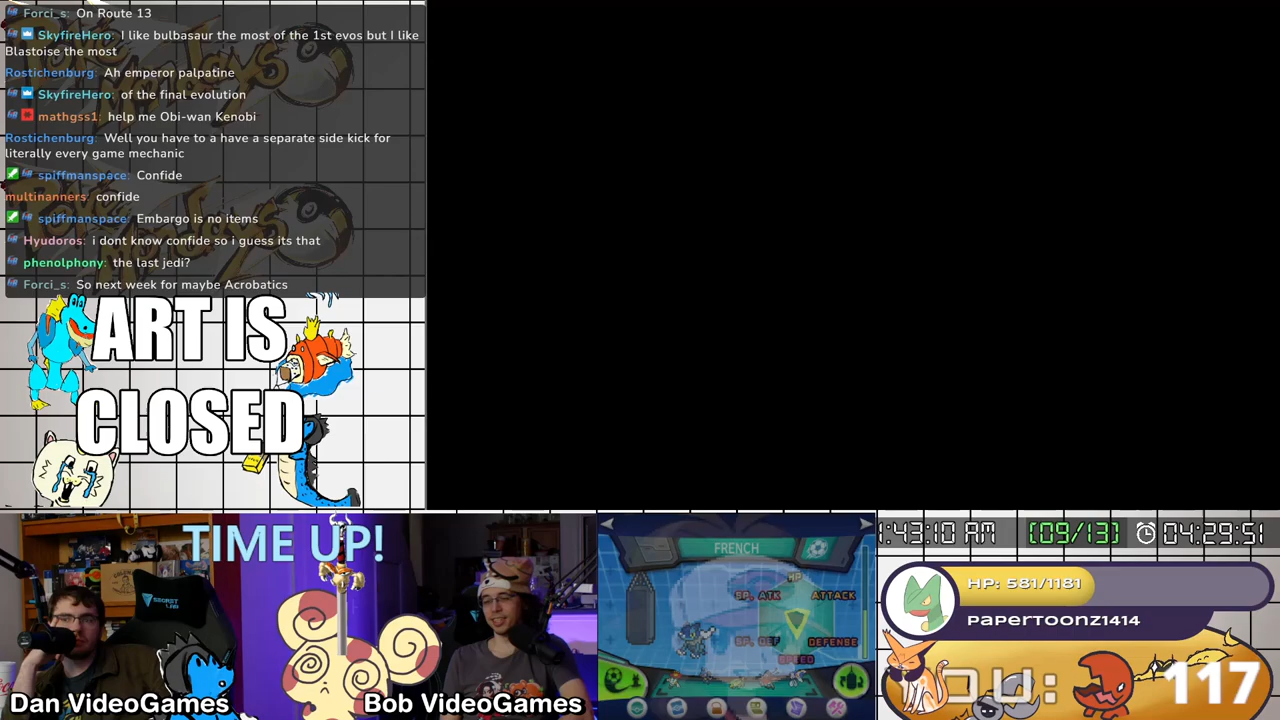 Forci_s: On Route 13
SkyfireHero: I like bulbasaur the most of the 1st evos but I like
Blastoise the most
Rostichenburg: Ah emperor palpatine
SkyfireHero: of the final evolution
mathgss1: help me Obi-wan Kenobi
Rostichenburg: Well you have to a have a separate side kick for
literally every game mechanic
spiffmanspace: Confide
multinanners: confide
spiffmanspace: Embargo is no items
Hyudoros: i dont know confide so i guess its that
phenolphony: the last jedi?
Forci_s: So next week for maybe Acrobatics
ART IS
CLOSED
TIME UP!
Dan VideoGames
Bob VideoGames
FRENCH
HP
SP. ATK
ATTACK
SP. DEF
DEFENSE
SPEED
:43:10 AM
[09/13]
04:29:51
HP: 581/1181
PAPERTOONZ1414
117